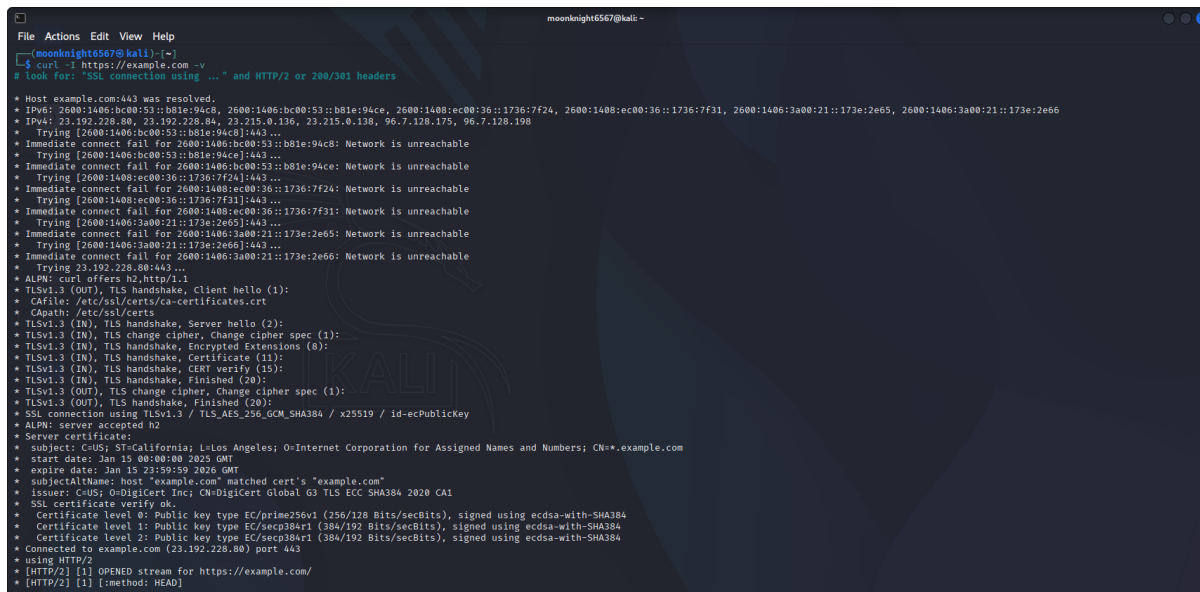 moonknight6567@kali: ~
File Actions Edit View Help
┌──(moonknight6567㉿kali)-[~]
└─$ curl -I https://example.com -v
# look for: "SSL connection using ..." and HTTP/2 or 200/301 headers
* Host example.com:443 was resolved.
* IPv6: 2600:1406:bc00:53::b81e:94c8, 2600:1406:bc00:53::b81e:94ce, 2600:1408:ec00:36::1736:7f24, 2600:1408:ec00:36::1736:7f31, 2600:1406:3a00:21::173e:2e65, 2600:1406:3a00:21::173e:2e66
* IPv4: 23.192.228.80, 23.192.228.84, 23.215.0.136, 23.215.0.138, 96.7.128.175, 96.7.128.198
*   Trying [2600:1406:bc00:53::b81e:94c8]:443...
* Immediate connect fail for 2600:1406:bc00:53::b81e:94c8: Network is unreachable
*   Trying [2600:1406:bc00:53::b81e:94ce]:443...
* Immediate connect fail for 2600:1406:bc00:53::b81e:94ce: Network is unreachable
*   Trying [2600:1408:ec00:36::1736:7f24]:443...
* Immediate connect fail for 2600:1408:ec00:36::1736:7f24: Network is unreachable
*   Trying [2600:1408:ec00:36::1736:7f31]:443...
* Immediate connect fail for 2600:1408:ec00:36::1736:7f31: Network is unreachable
*   Trying [2600:1406:3a00:21::173e:2e65]:443...
* Immediate connect fail for 2600:1406:3a00:21::173e:2e65: Network is unreachable
*   Trying [2600:1406:3a00:21::173e:2e66]:443...
* Immediate connect fail for 2600:1406:3a00:21::173e:2e66: Network is unreachable
*   Trying 23.192.228.80:443...
* ALPN: curl offers h2,http/1.1
* TLSv1.3 (OUT), TLS handshake, Client hello (1):
*  CAfile: /etc/ssl/certs/ca-certificates.crt
*  CApath: /etc/ssl/certs
* TLSv1.3 (IN), TLS handshake, Server hello (2):
* TLSv1.3 (IN), TLS change cipher, Change cipher spec (1):
* TLSv1.3 (IN), TLS handshake, Encrypted Extensions (8):
* TLSv1.3 (IN), TLS handshake, Certificate (11):
* TLSv1.3 (IN), TLS handshake, CERT verify (15):
* TLSv1.3 (IN), TLS handshake, Finished (20):
* TLSv1.3 (OUT), TLS change cipher, Change cipher spec (1):
* TLSv1.3 (OUT), TLS handshake, Finished (20):
* SSL connection using TLSv1.3 / TLS_AES_256_GCM_SHA384 / x25519 / id-ecPublicKey
* ALPN: server accepted h2
* Server certificate:
*  subject: C=US; ST=California; L=Los Angeles; O=Internet Corporation for Assigned Names and Numbers; CN=*.example.com
*  start date: Jan 15 00:00:00 2025 GMT
*  expire date: Jan 15 23:59:59 2026 GMT
*  subjectAltName: host "example.com" matched cert's "example.com"
*  issuer: C=US; O=DigiCert Inc; CN=DigiCert Global G3 TLS ECC SHA384 2020 CA1
*  SSL certificate verify ok.
*   Certificate level 0: Public key type EC/prime256v1 (256/128 Bits/secBits), signed using ecdsa-with-SHA384
*   Certificate level 1: Public key type EC/secp384r1 (384/192 Bits/secBits), signed using ecdsa-with-SHA384
*   Certificate level 2: Public key type EC/secp384r1 (384/192 Bits/secBits), signed using ecdsa-with-SHA384
* Connected to example.com (23.192.228.80) port 443
* using HTTP/2
* [HTTP/2] [1] OPENED stream for https://example.com/
* [HTTP/2] [1] [:method: HEAD]
KALI